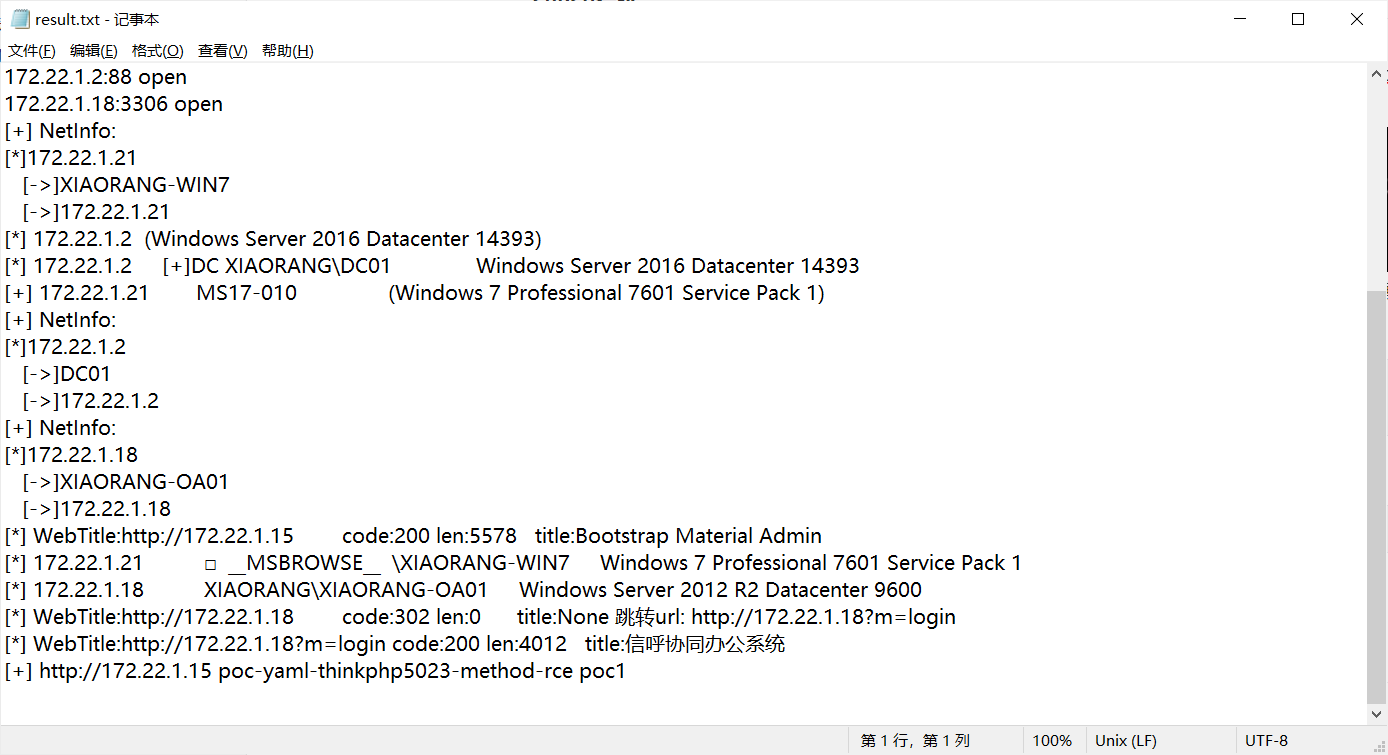 result.txt - 记事本
文件(F) 编辑(E) 格式(O) 查看(V) 帮助(H)
172.22.1.2:88 open
172.22.1.18:3306 open
[+] NetInfo:
[*]172.22.1.21
[->]XIAORANG-WIN7
[->]172.22.1.21
[*] 172.22.1.2 (Windows Server 2016 Datacenter 14393)
[*] 172.22.1.2 [+]DC XIAORANG\DC01 Windows Server 2016 Datacenter 14393
[+] 172.22.1.21 MS17-010 (Windows 7 Professional 7601 Service Pack 1)
[+] NetInfo:
[*]172.22.1.2
[->]DC01
[->]172.22.1.2
[+] NetInfo:
[*]172.22.1.18
[->]XIAORANG-OA01
[->]172.22.1.18
[*] WebTitle:http://172.22.1.15 code:200 len:5578 title:Bootstrap Material Admin
[*] 172.22.1.21 □ __MSBROWSE__ \XIAORANG-WIN7 Windows 7 Professional 7601 Service Pack 1
[*] 172.22.1.18 XIAORANG\XIAORANG-OA01 Windows Server 2012 R2 Datacenter 9600
[*] WebTitle:http://172.22.1.18 code:302 len:0 title:None 跳转url: http://172.22.1.18?m=login
[*] WebTitle:http://172.22.1.18?m=login code:200 len:4012 title:信呼协同办公系统
[+] http://172.22.1.15 poc-yaml-thinkphp5023-method-rce poc1
第 1 行，第 1 列 100% Unix (LF) UTF-8